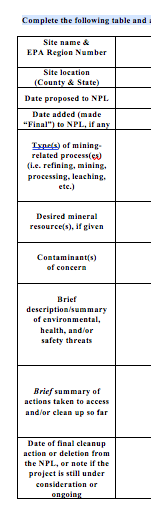 Complete the following table and a
Site name &
EPA Region Number
Site location
(County & State)
Date proposed to NPL
Date added (made
"Final") to NPL, if any
Type(s) of mining-
related process(es)
(i.e. refining, mining,
processing, leaching,
etc.)
Desired mineral
resource(s), if given
Contaminant(s)
of concern
Brief
description/summary
of environmental,
health, and/or
safety threats
Brief summary of
actions taken to access
and/or clean up so far
Date of final cleanup
action or deletion from
the NPL, or note if the
project is still under
consideration or
ongoing